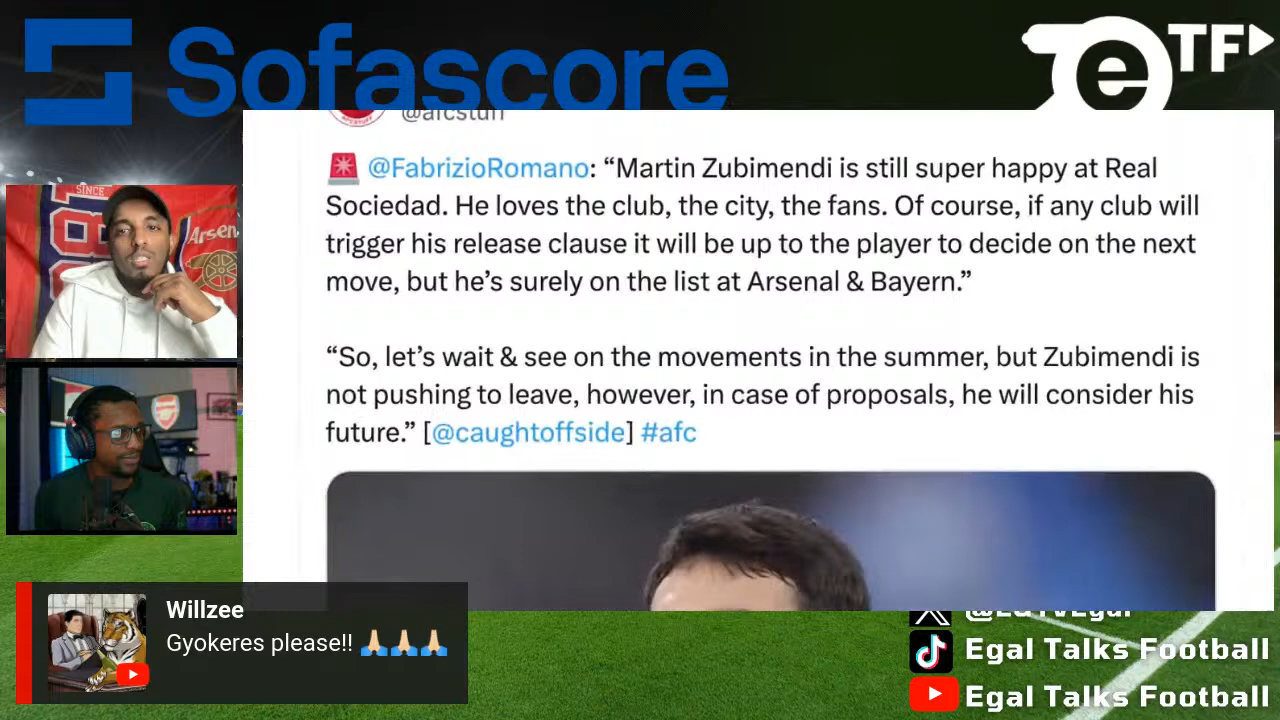 Sofascore
e TF
@afcstuff
@FabrizioRomano: “Martin Zubimendi is still super happy at Real
Sociedad. He loves the club, the city, the fans. Of course, if any club will
trigger his release clause it will be up to the player to decide on the next
move, but he’s surely on the list at Arsenal & Bayern.”
“So, let’s wait & see on the movements in the summer, but Zubimendi is
not pushing to leave, however, in case of proposals, he will consider his
future.” [@caughtoffside] #afc
SINCE
Arsen
Willzee
Gyokeres please!! 🙏🏼🙏🏼🙏🏼
Egal Talks Football
Egal Talks Football